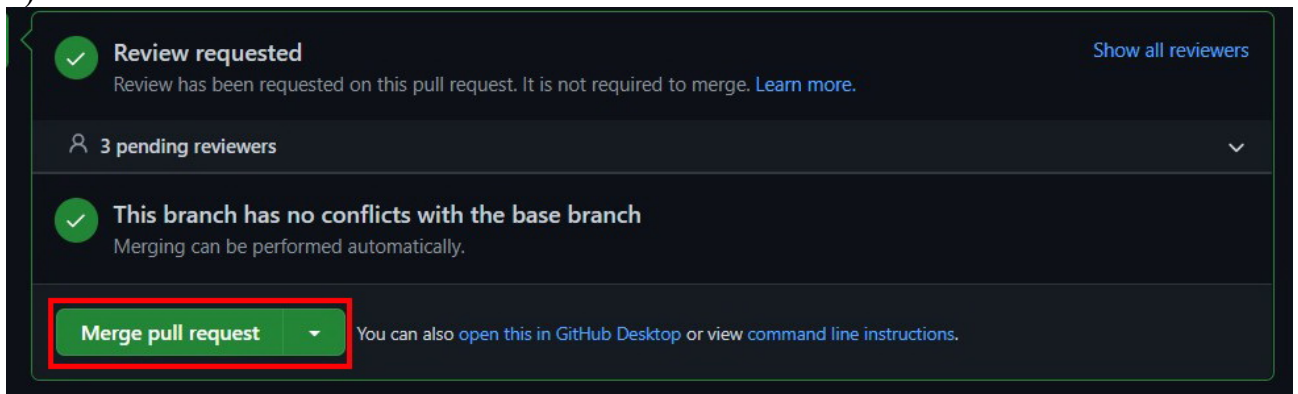 Review requested
Show all reviewers
Review has been requested on this pull request. It is not required to merge. Learn more.
3 pending reviewers
This branch has no conflicts with the base branch
Merging can be performed automatically.
Merge pull request
You can also open this in GitHub Desktop or view command line instructions.